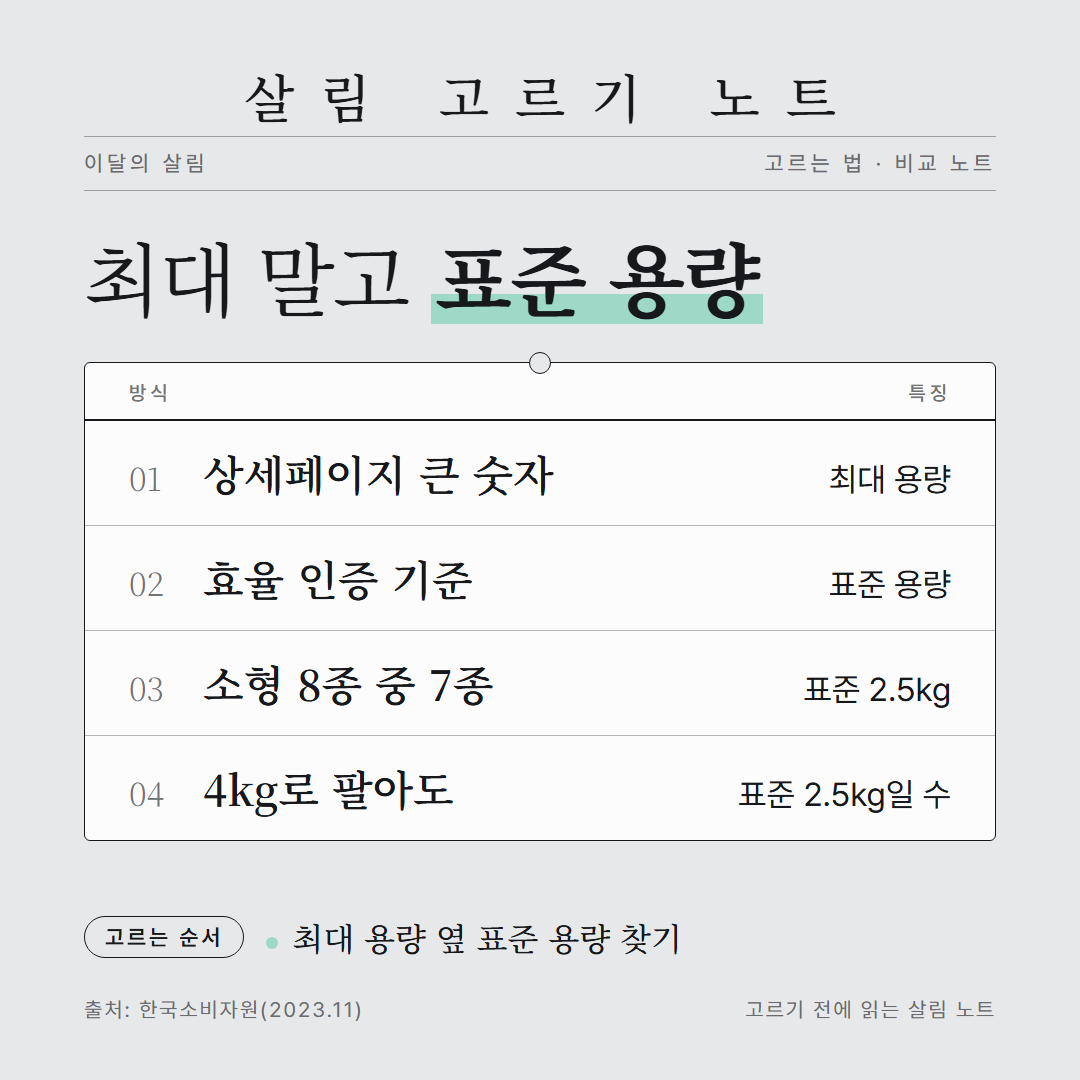 살림 고르기 노트
이달의 살림
고르는 법 · 비교 노트
최대 말고 표준 용량
방식 특징
01 상세페이지 큰 숫자 최대 용량
02 효율 인증 기준 표준 용량
03 소형 8종 중 7종 표준 2.5kg
04 4kg로 팔아도 표준 2.5kg일 수
고르는 순서 최대 용량 옆 표준 용량 찾기
출처: 한국소비자원(2023.11)
고르기 전에 읽는 살림 노트